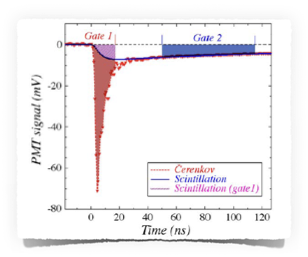 Gate 1
Gate 2
PMT signal (mV)
0
-20
-40
-60
-80
Čerenkov
Scintillation
Scintillation (gate1)
0 20 40 60 80 100 120
Time (ns)